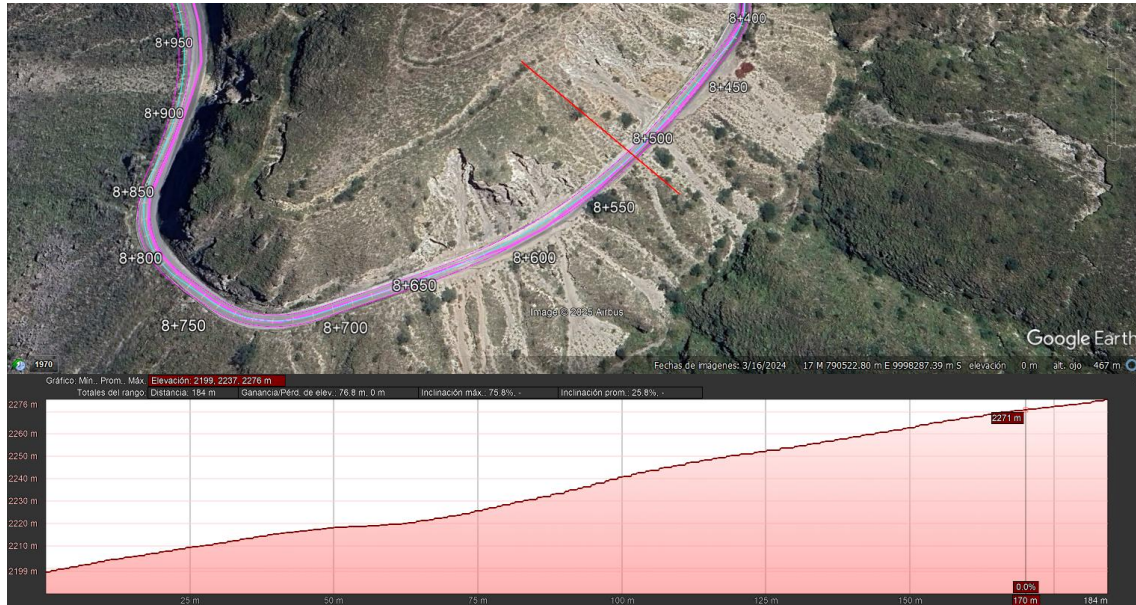 8+400
8+950
8+450
8+900
8+500
8+850
8+550
8+800
8+600
8+650
8+750
8+700
Image © 2025 Airbus
Google Earth
1970
Fechas de imágenes: 3/16/2024 17 M 790522.80 m E 9998287.39 m S elevación 0 m alt. ojo 467 m
Gráfico: Mín., Prom., Máx. Elevación: 2199, 2237, 2276 m
Totales del rango: Distancia: 184 m Ganancia/Pérd. de elev.: 76.8 m, 0 m Inclinación máx.: 75.8%, - Inclinación prom.: 25.8%, -
2276 m
2271 m
2260 m
2250 m
2240 m
2230 m
2220 m
2210 m
2199 m
0.0%
25 m 50 m 75 m 100 m 125 m 150 m 170 m 184 m